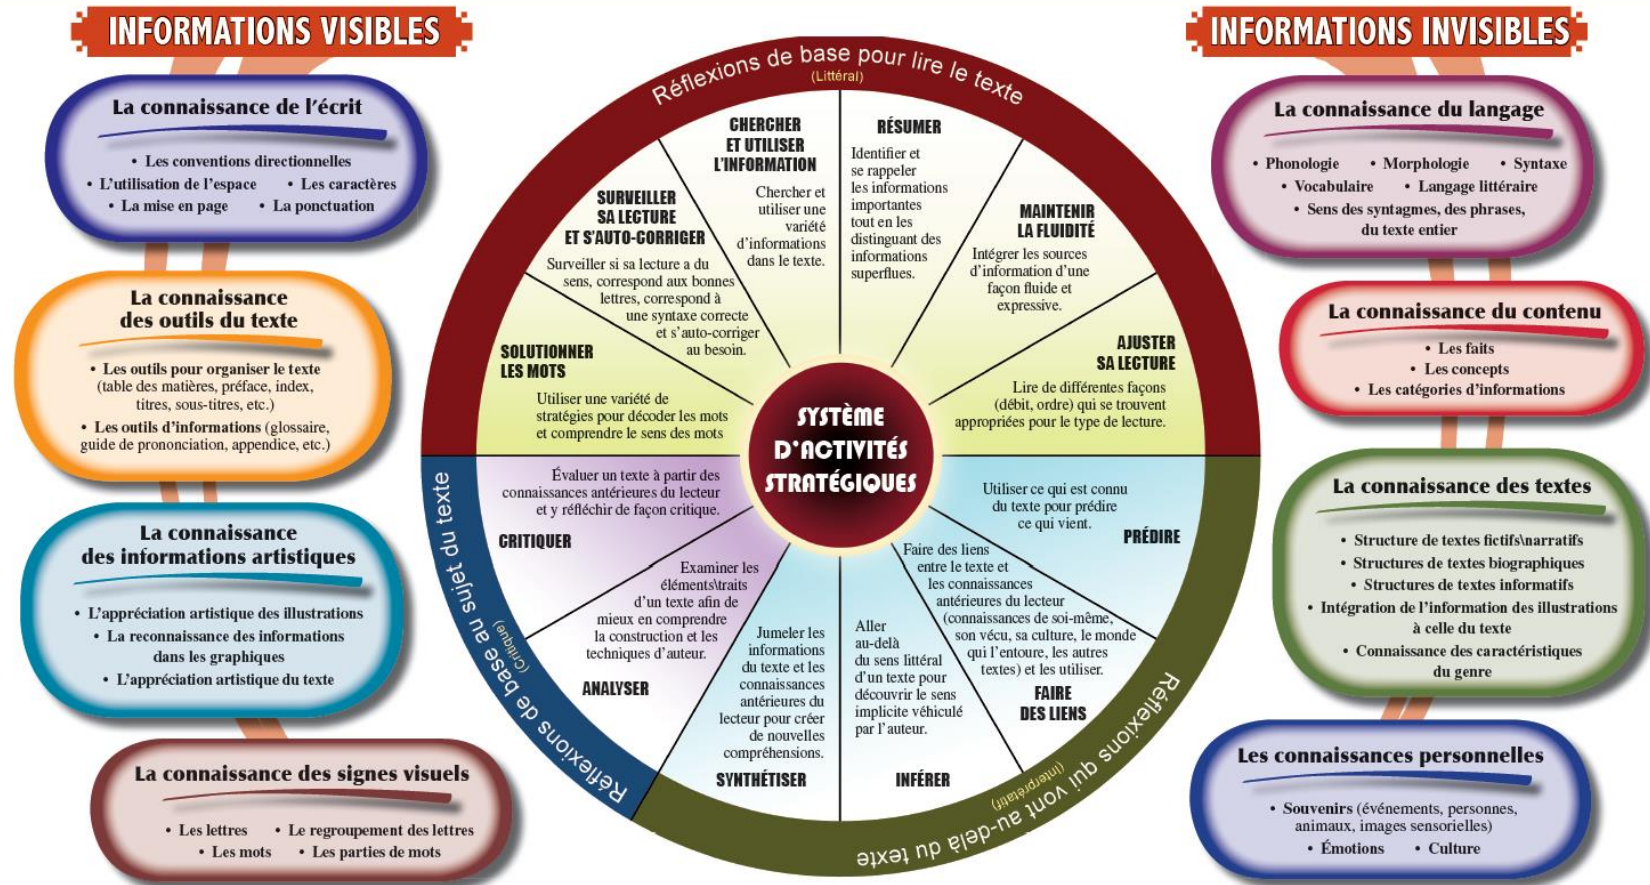 INFORMATIONS VISIBLES
La connaissance de l'écrit
• Les conventions directionnelles
• L'utilisation de l'espace • Les caractères
• La mise en page • La ponctuation
La connaissance
des outils du texte
• Les outils pour organiser le texte
(table des matières, préface, index,
titres, sous-titres, etc.)
• Les outils d'informations (glossaire,
guide de prononciation, appendice, etc.)
La connaissance
des informations artistiques
• L'appréciation artistique des illustrations
• La reconnaissance des informations
dans les graphiques
• L'appréciation artistique du texte
La connaissance des signes visuels
• Les lettres • Le regroupement des lettres
• Les mots • Les parties de mots
Réflexions de base pour lire le texte
(Littéral)
SOLUTIONNER
LES MOTS
Utiliser une variété de
stratégies pour décoder les mots
et comprendre le sens des mots
SURVEILLER
SA LECTURE
ET S'AUTO-CORRIGER
Surveiller si sa lecture a du
sens, correspond aux bonnes
lettres, correspond à
une syntaxe correcte
et s'auto-corriger
au besoin.
CHERCHER
ET UTILISER
L'INFORMATION
Chercher et
utiliser une
variété
d'informations
dans le texte.
RÉSUMER
Identifier et
se rappeler
les informations
importantes
tout en les
distinguant des
informations
superflues.
MAINTENIR
LA FLUIDITÉ
Intégrer les sources
d'information d'une
façon fluide et
expressive.
AJUSTER
SA LECTURE
Lire de différentes façons
(débit, ordre) qui se trouvent
appropriées pour le type de lecture.
SYSTÈME
D'ACTIVITÉS
STRATÉGIQUES
Utiliser ce qui est connu
du texte pour prédire
ce qui vient.
PRÉDIRE
Faire des liens
entre le texte et
les connaissances
antérieures du lecteur
(connaissances de soi-même,
son vécu, sa culture, le monde
qui l'entoure, les autres
textes) et les utiliser.
FAIRE
DES LIENS
Aller
au-delà
du sens littéral
d'un texte pour
découvrir le sens
implicite véhiculé
par l'auteur.
INFÉRER
Jumeler les
informations
du texte et les
connaissances
antérieures du
lecteur pour créer
de nouvelles
compréhensions.
SYNTHÉTISER
Réflexions qui vont au-delà du texte
(Interprétatif)
Examiner les
éléments\traits
d'un texte afin de
mieux en comprendre
la construction et les
techniques d'auteur.
ANALYSER
Évaluer un texte à partir des
connaissances antérieures du lecteur
et y réfléchir de façon critique.
CRITIQUER
Réflexions de base au sujet du texte
(Critique)
INFORMATIONS INVISIBLES
La connaissance du langage
• Phonologie • Morphologie • Syntaxe
• Vocabulaire • Langage littéraire
• Sens des syntagmes, des phrases,
du texte entier
La connaissance du contenu
• Les faits
• Les concepts
• Les catégories d'informations
La connaissance des textes
• Structure de textes fictifs\narratifs
• Structures de textes biographiques
• Structures de textes informatifs
• Intégration de l'information des illustrations
à celle du texte
• Connaissance des caractéristiques
du genre
Les connaissances personnelles
• Souvenirs (événements, personnes,
animaux, images sensorielles)
• Émotions • Culture